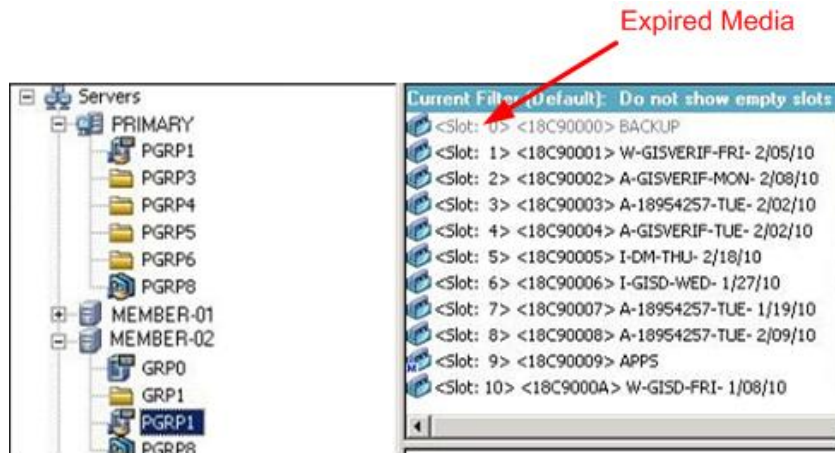 Expired Media
Servers
PRIMARY
PGRP1
PGRP3
PGRP4
PGRP5
PGRP6
PGRP8
MEMBER-01
MEMBER-02
GRP0
GRP1
PGRP1
PGRP8
Current Filter (Default): Do not show empty slots
<Slot: 0> <18C90000> BACKUP
<Slot: 1> <18C90001> W-GISVERIF-FRI- 2/05/10
<Slot: 2> <18C90002> A-GISVERIF-MON- 2/08/10
<Slot: 3> <18C90003> A-18954257-TUE- 2/02/10
<Slot: 4> <18C90004> A-GISVERIF-TUE- 2/02/10
<Slot: 5> <18C90005> I-DM-THU- 2/18/10
<Slot: 6> <18C90006> I-GISD-WED- 1/27/10
<Slot: 7> <18C90007> A-18954257-TUE- 1/19/10
<Slot: 8> <18C90008> A-18954257-TUE- 2/09/10
<Slot: 9> <18C90009> APPS
<Slot: 10> <18C9000A> W-GISD-FRI- 1/08/10